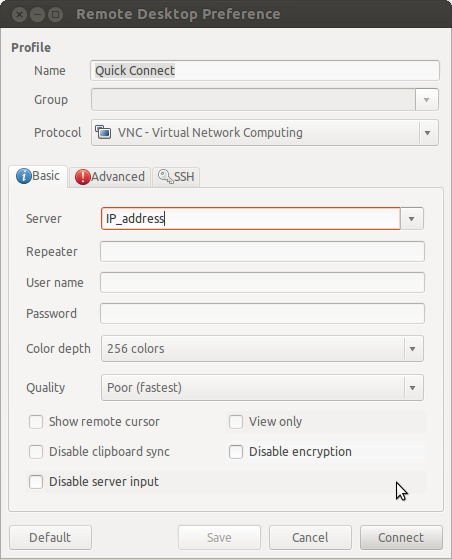 Remote Desktop Preference
Profile
Name Quick Connect
Group
Protocol VNC - Virtual Network Computing
Basic Advanced SSH
Server IP_address
Repeater
User name
Password
Color depth 256 colors
Quality Poor (fastest)
Show remote cursor View only
Disable clipboard sync Disable encryption
Disable server input
Default Save Cancel Connect